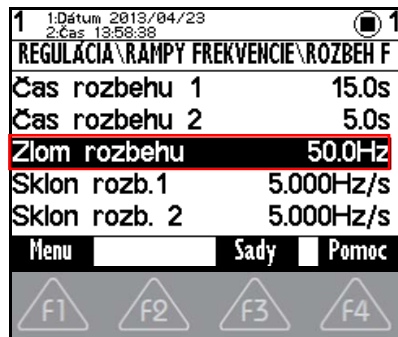 1 1:Dátum 2013/04/23 1
2:Čas 13:58:38
REGULÁCIA\RAMPY FREKVENCIE\ROZBEH F
Čas rozbehu 1 15.0s
Čas rozbehu 2 5.0s
Zlom rozbehu 50.0Hz
Sklon rozb.1 5.000Hz/s
Sklon rozb. 2 5.000Hz/s
Menu Sady Pomoc
F1 F2 F3 F4